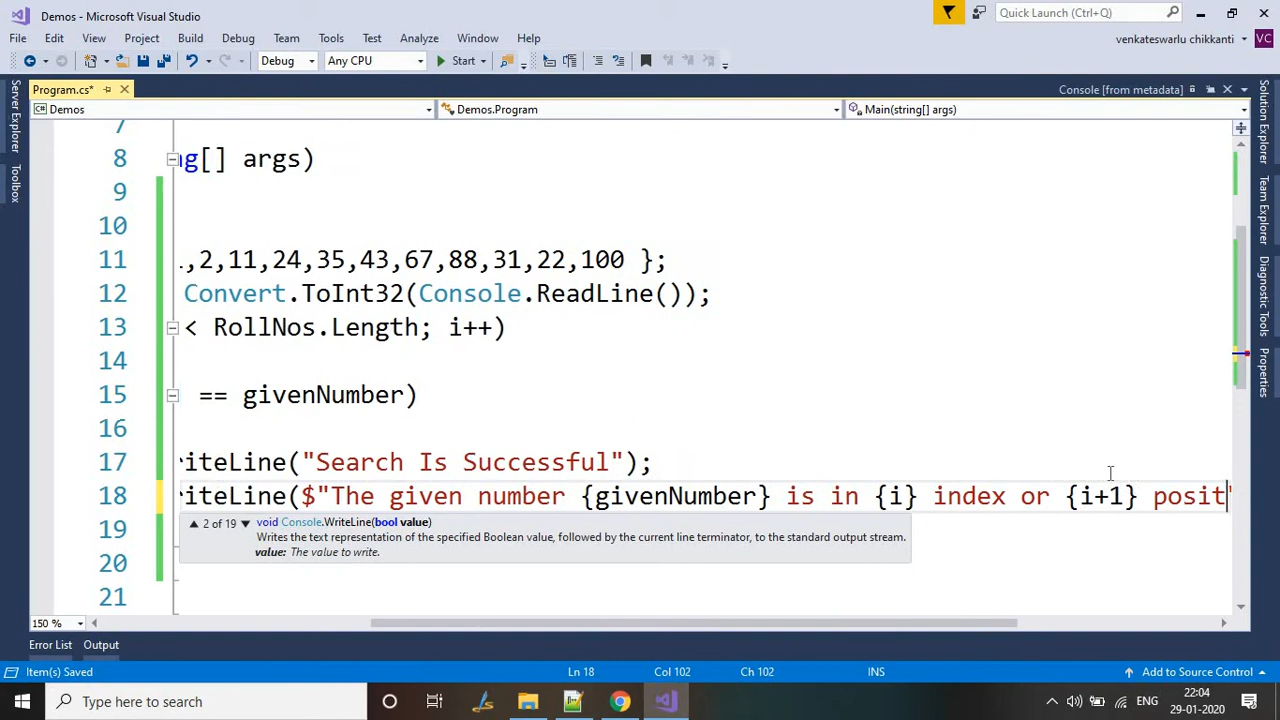 Demos - Microsoft Visual Studio
Quick Launch (Ctrl+Q)
File Edit View Project Build Debug Team Tools Test Analyze Window Help
venkateswarlu chikkanti VC
Debug Any CPU Start
Program.cs* Console [from metadata]
Demos Demos.Program Main(string[] args)
Server Explorer
Toolbox
Solution Explorer
Team Explorer
Diagnostic Tools
Properties
7
8 ng[] args)
9
10
11 1,2,11,24,35,43,67,88,31,22,100 };
12 Convert.ToInt32(Console.ReadLine());
13 < RollNos.Length; i++)
14
15 == givenNumber)
16
17 riteLine("Search Is Successful");
18 riteLine($"The given number {givenNumber} is in {i} index or {i+1} posit"
19
2 of 19 void Console.WriteLine(bool value)
Writes the text representation of the specified Boolean value, followed by the current line terminator, to the standard output stream.
value: The value to write.
20
21
150 %
Error List Output
Item(s) Saved Ln 18 Col 102 Ch 102 INS Add to Source Control
Type here to search
ENG
22:04
29-01-2020